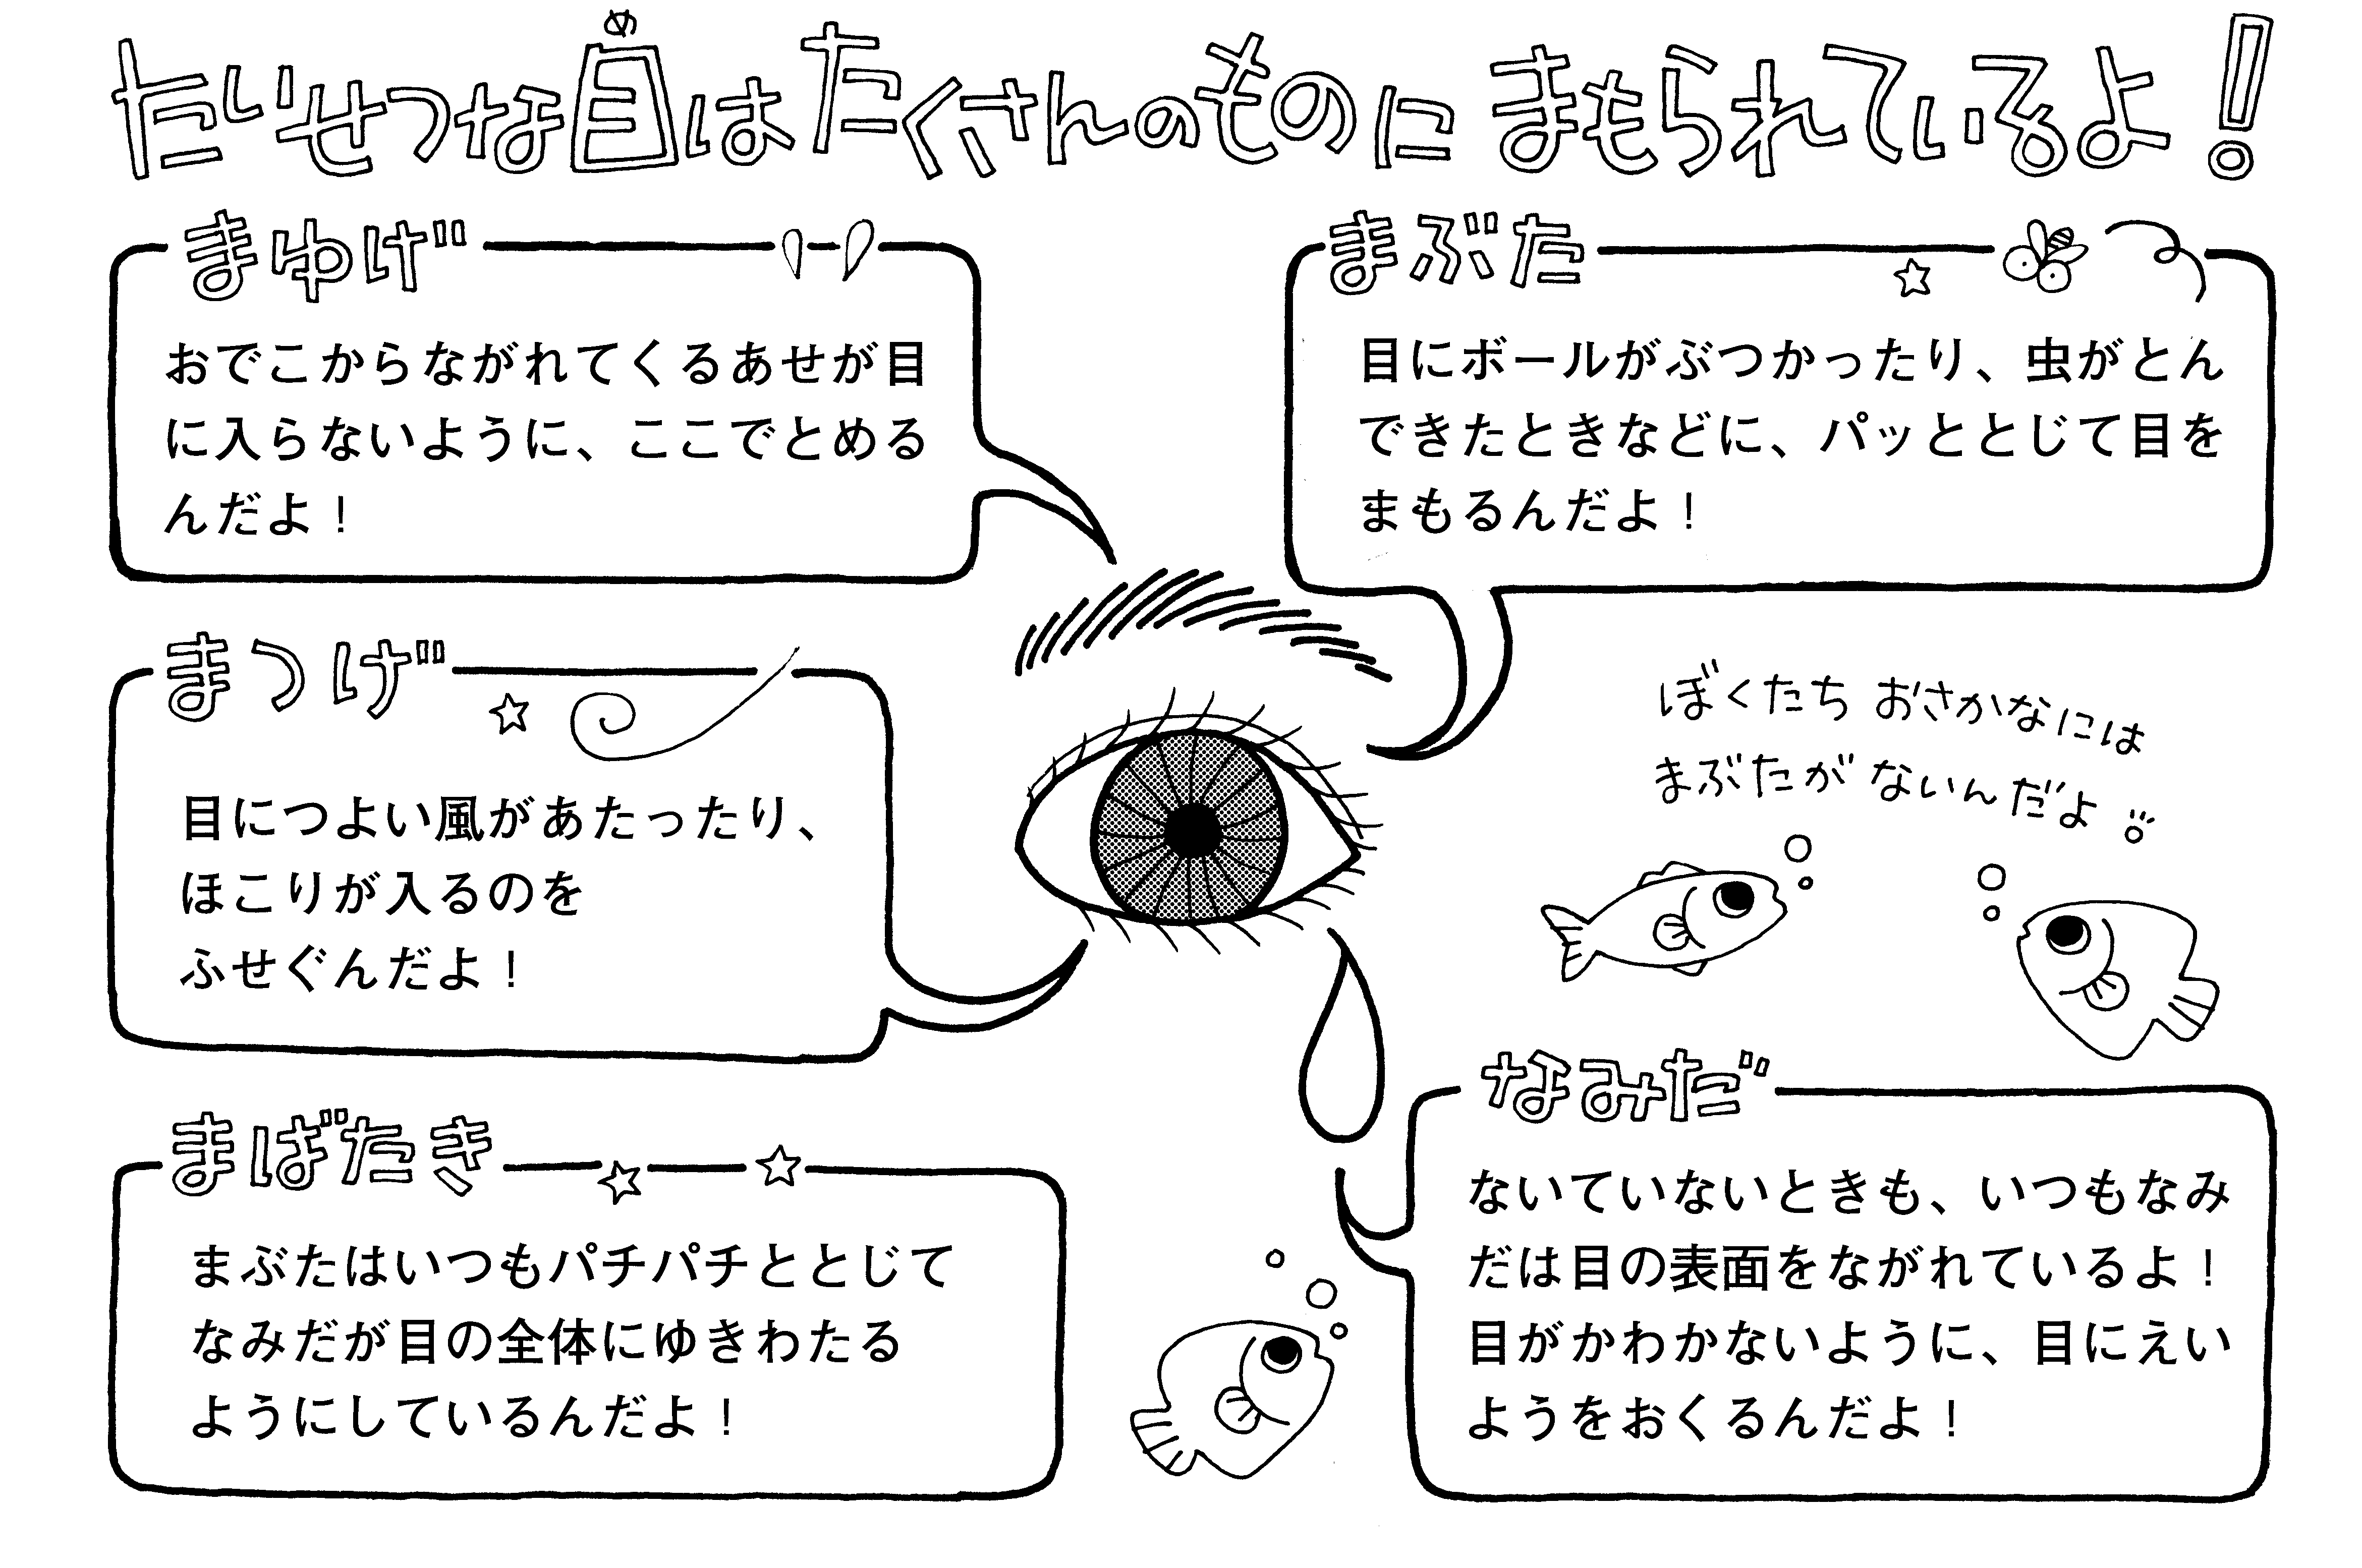 たいせつな目はたくさんのものに まもられているよ！
め
まゆげ
おでこからながれてくるあせが目
に入らないように、ここでとめる
んだよ！
まぶた
目にボールがぶつかったり、虫がとん
できたときなどに、パッととじて目を
まもるんだよ！
まつげ
目につよい風があたったり、
ほこりが入るのを
ふせぐんだよ！
ぼくたち おさかなには
まぶたが ないんだよ
まばたき
まぶたはいつもパチパチととじて
なみだが目の全体にゆきわたる
ようにしているんだよ！
なみだ
ないていないときも、いつもなみ
だは目の表面をながれているよ！
目がかわかないように、目にえい
ようをおくるんだよ！